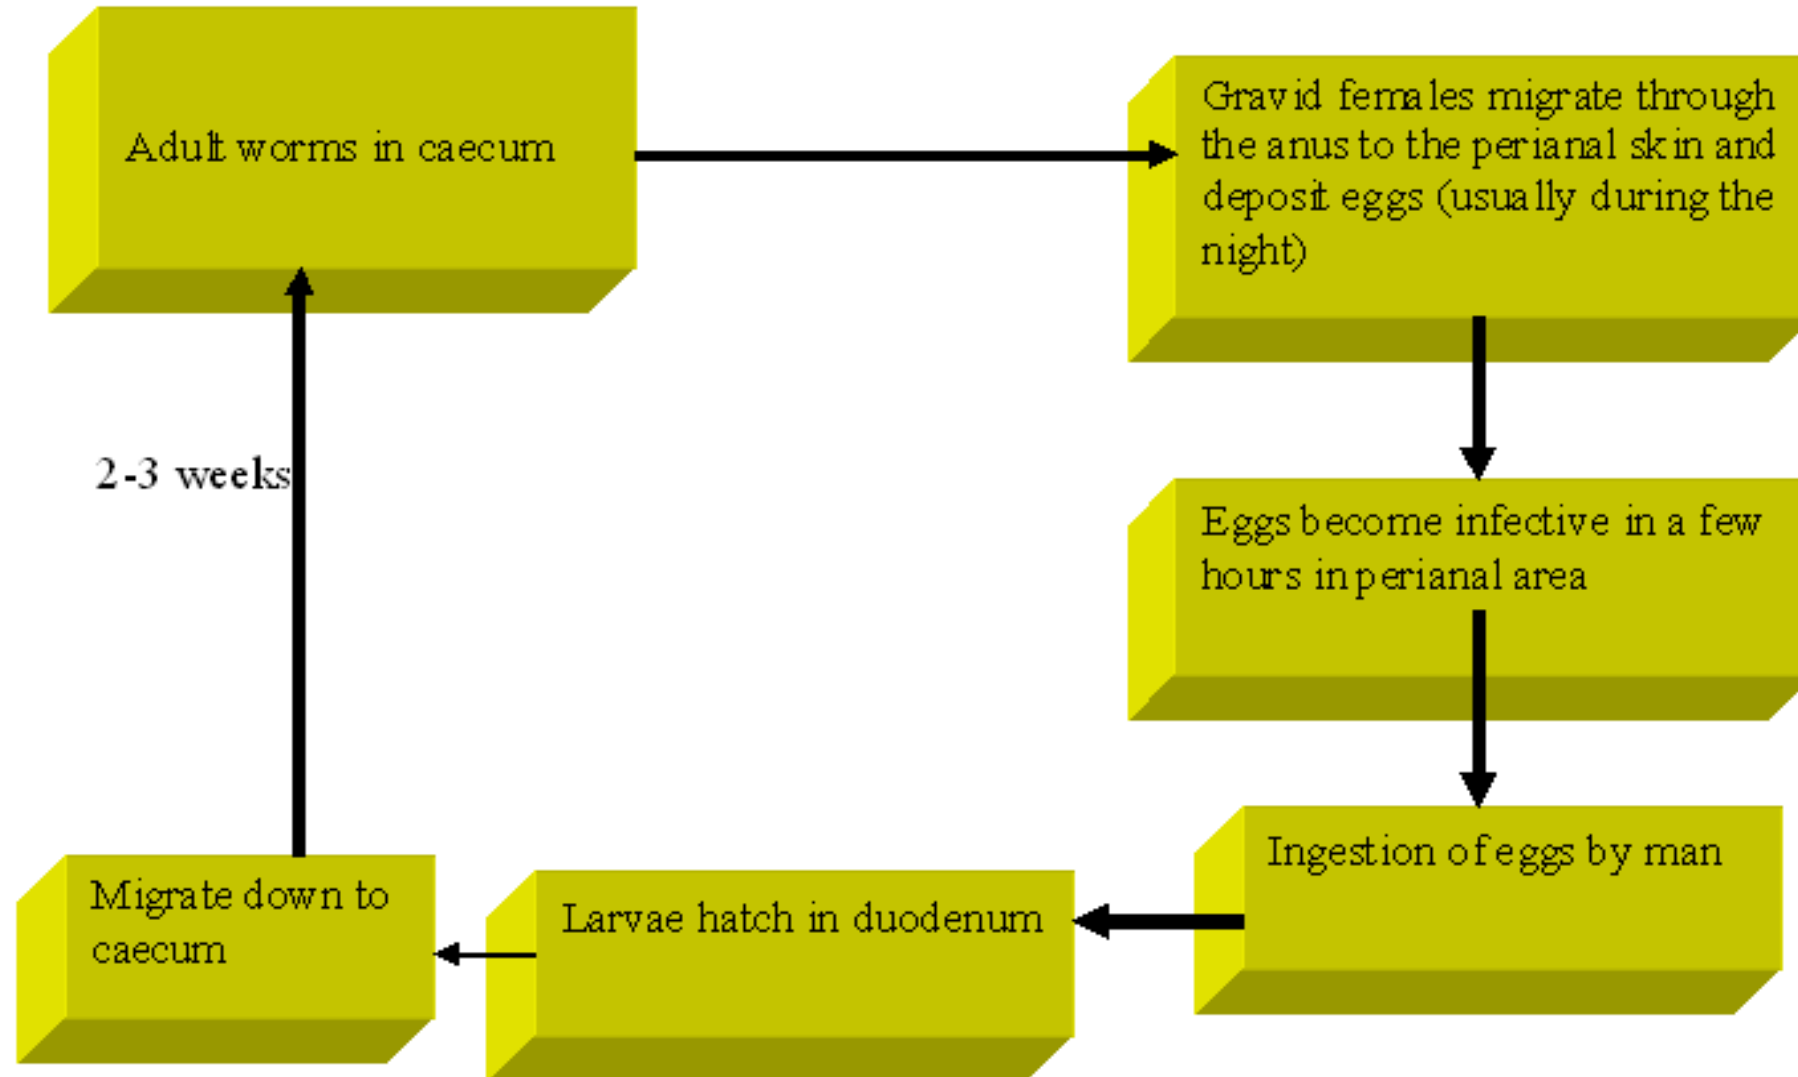 Adult worms in caecum
Gravid females migrate through
the anus to the perianal skin and
deposit eggs (usually during the
night)
2-3 weeks
Eggs become infective in a few
hours in perianal area
Ingestion of eggs by man
Larvae hatch in duodenum
Migrate down to
caecum